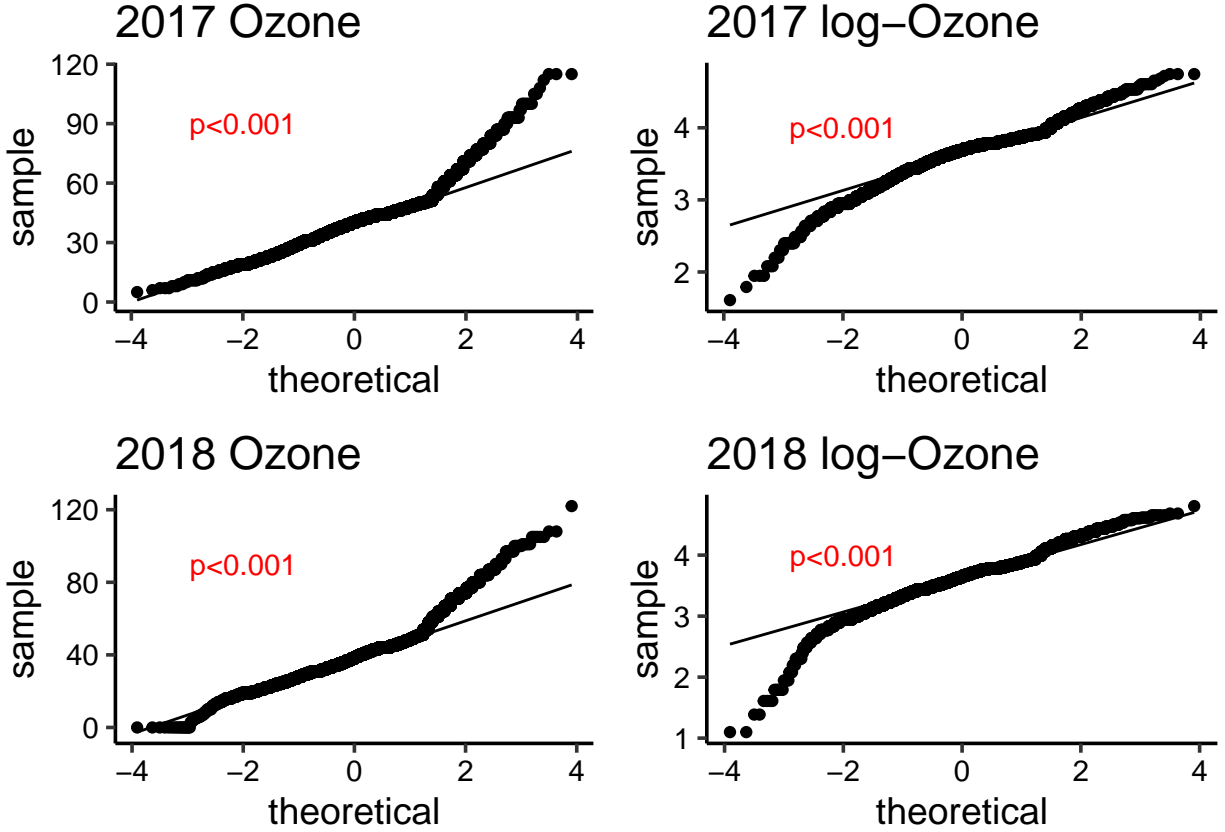 2017 Ozone
sample
120
90
60
30
0
p<0.001
−4 −2 0 2 4
theoretical
2017 log−Ozone
sample
4
3
2
p<0.001
−4 −2 0 2 4
theoretical
2018 Ozone
sample
120
80
40
0
p<0.001
−4 −2 0 2 4
theoretical
2018 log−Ozone
sample
4
3
2
1
p<0.001
−4 −2 0 2 4
theoretical